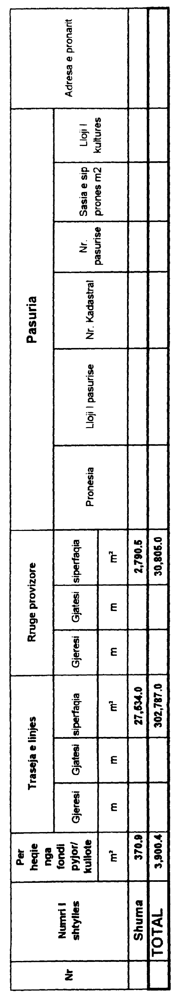 Nr
Numri I
shtylles
Per
heqje
nga
fondi
pyjor/
kullote
m²
Traseja e linjes
Gjeresi
Gjatesi
siperfaqia
m
m
m²
Rruge provizore
Gjeresi
Gjatesi
siperfaqia
m
m
m²
Pasuria
Pronesia
Lloji I pasurise
Nr. Kadastral
Nr.
pasurise
Sasia e sip
prones m2
Lloji I
kultures
Adresa e pronarit
Shuma
370.9
27,534.0
2,790.5
TOTAL
3,900.4
302,787.0
30,805.0